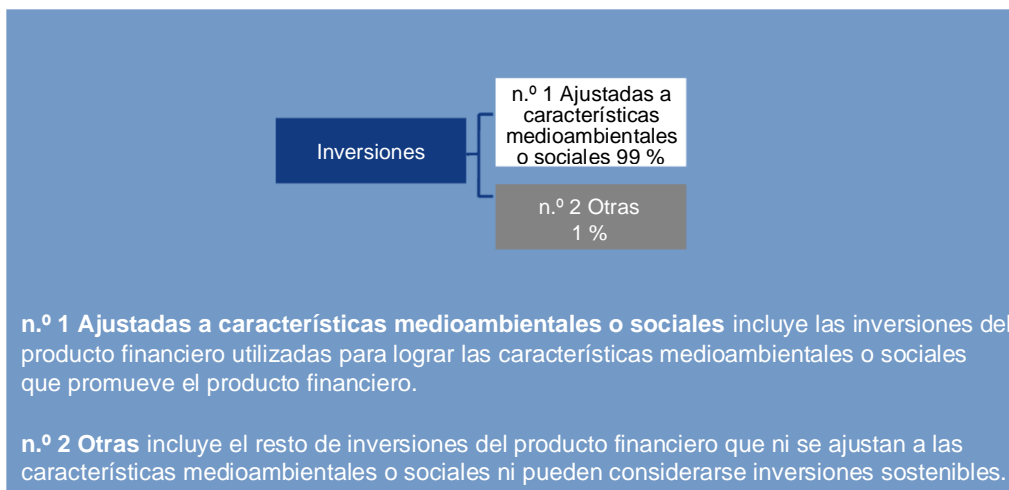 n.º 1 Ajustadas a
características
medioambientales
o sociales 99 %
Inversiones
n.º 2 Otras
1 %
n.º 1 Ajustadas a características medioambientales o sociales incluye las inversiones del
producto financiero utilizadas para lograr las características medioambientales o sociales
que promueve el producto financiero.
n.º 2 Otras incluye el resto de inversiones del producto financiero que ni se ajustan a las
características medioambientales o sociales ni pueden considerarse inversiones sostenibles.